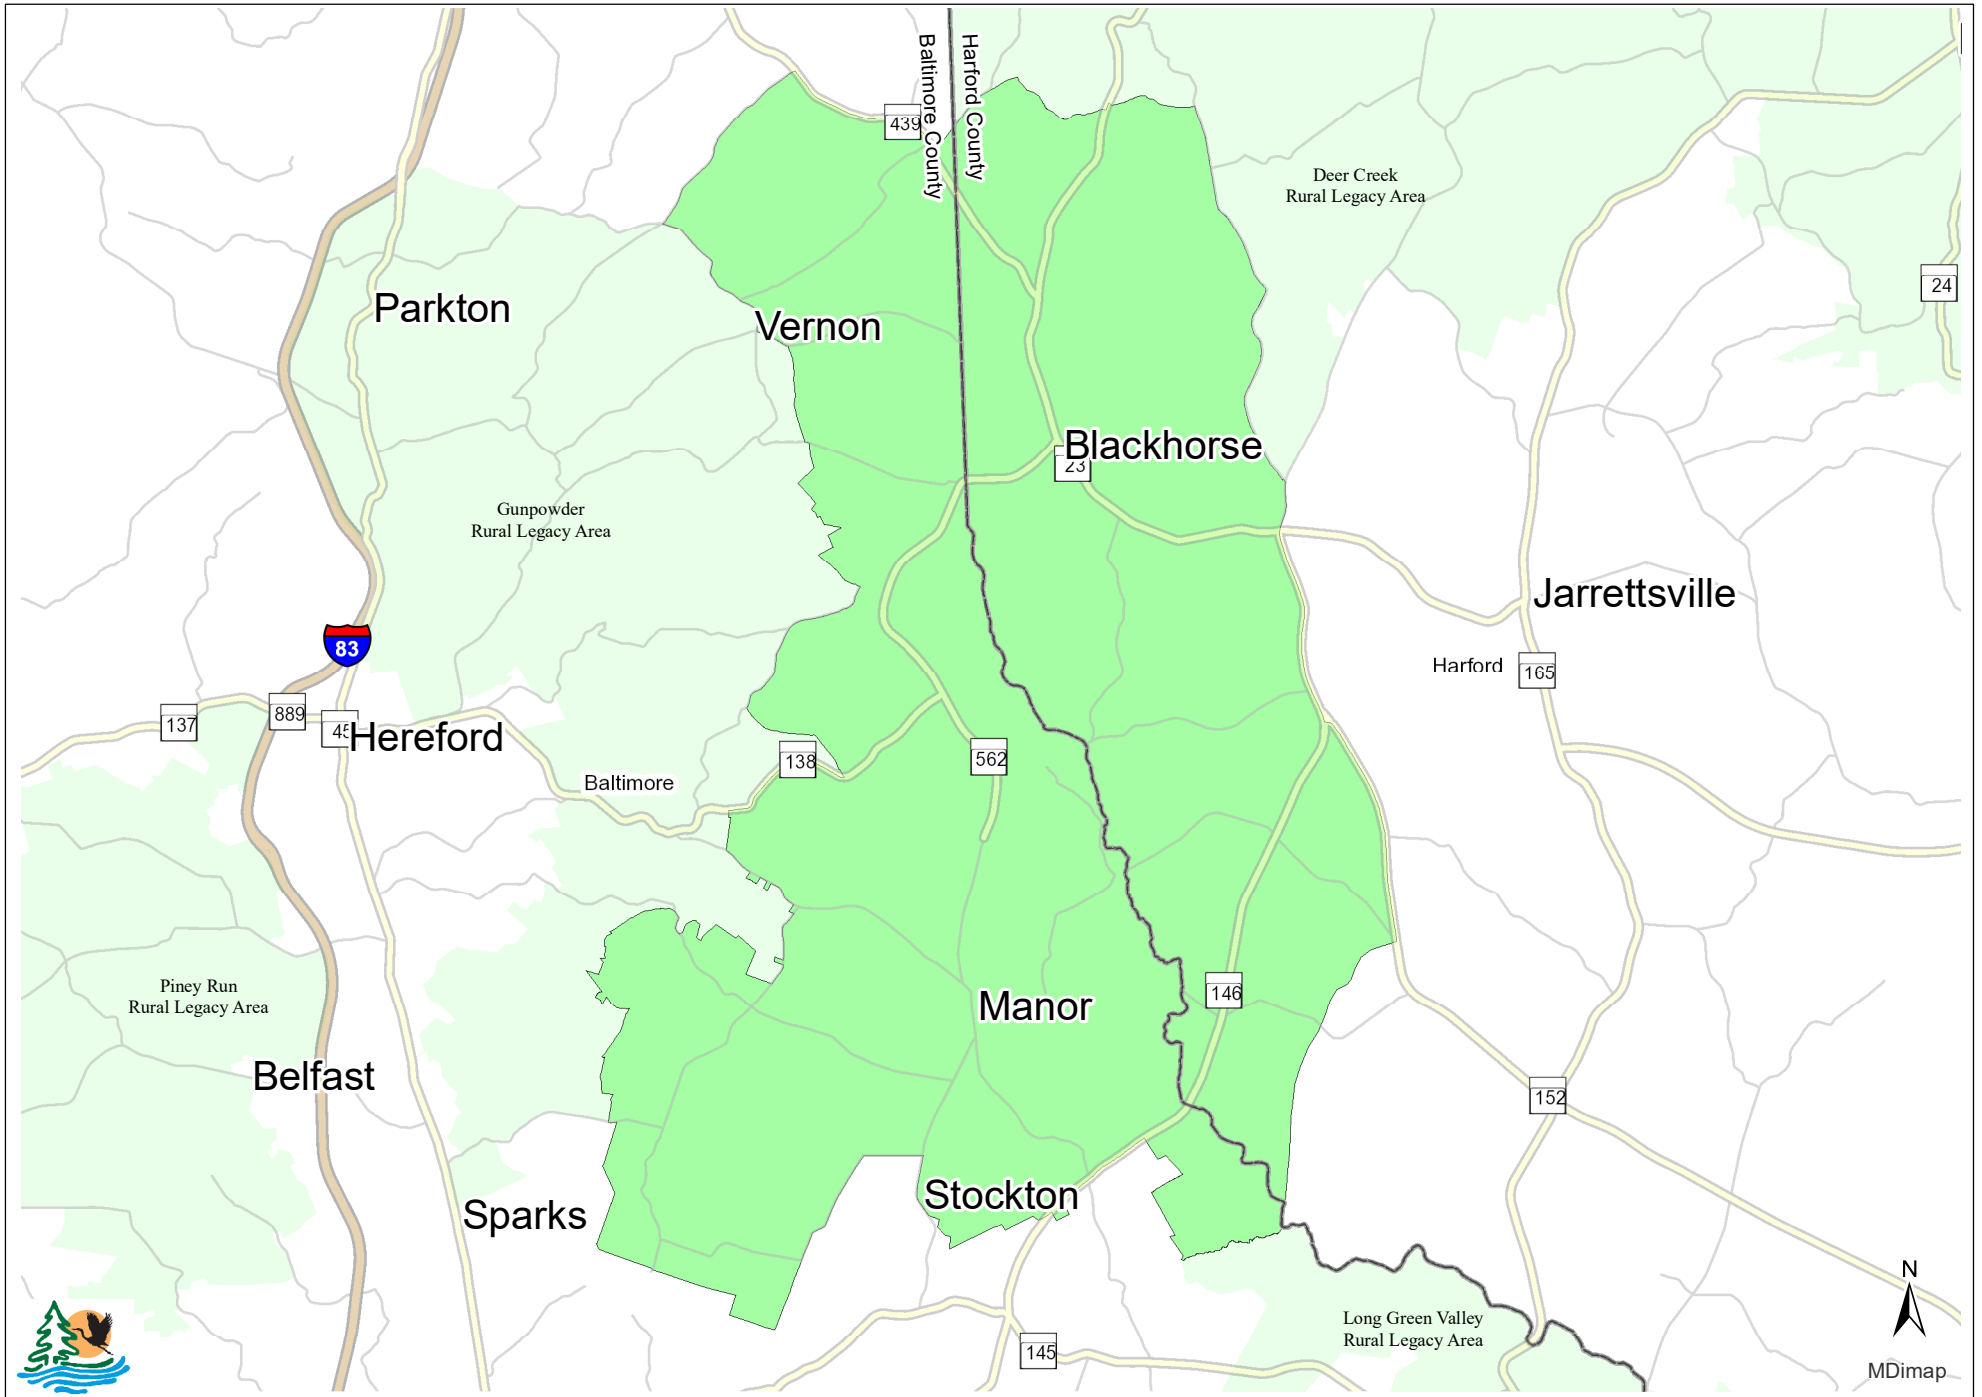 Baltimore County
Harford County
439
Deer Creek
Rural Legacy Area
24
Parkton
Vernon
Blackhorse
23
Gunpowder
Rural Legacy Area
Jarrettsville
83
Harford
165
137
889
45
Hereford
138
562
Baltimore
Piney Run
Rural Legacy Area
Manor
146
Belfast
152
Stockton
Sparks
N
Long Green Valley
Rural Legacy Area
145
MDimap